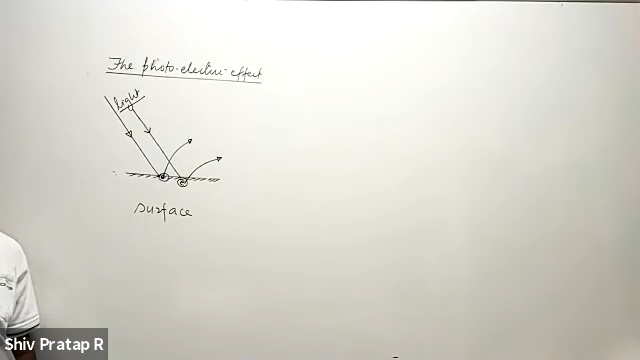 The photo-electric effect
light
surface
Shiv Pratap R